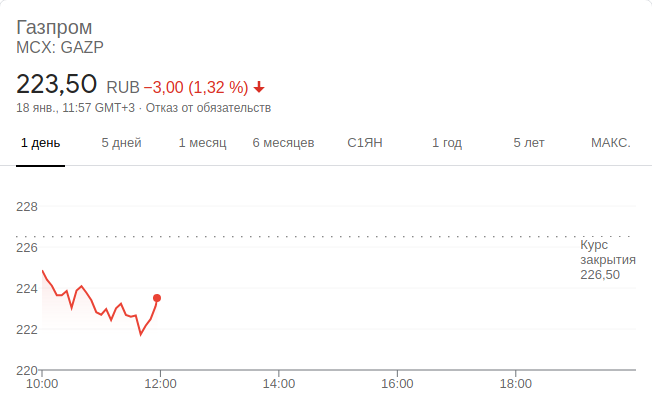 Газпром
MCX: GAZP
223,50 RUB −3,00 (1,32 %)
18 янв., 11:57 GMT+3 · Отказ от обязательств
1 день 5 дней 1 месяц 6 месяцев С1ЯН 1 год 5 лет МАКС.
228
226
224
222
220
Курс
закрытия
226,50
10:00 12:00 14:00 16:00 18:00